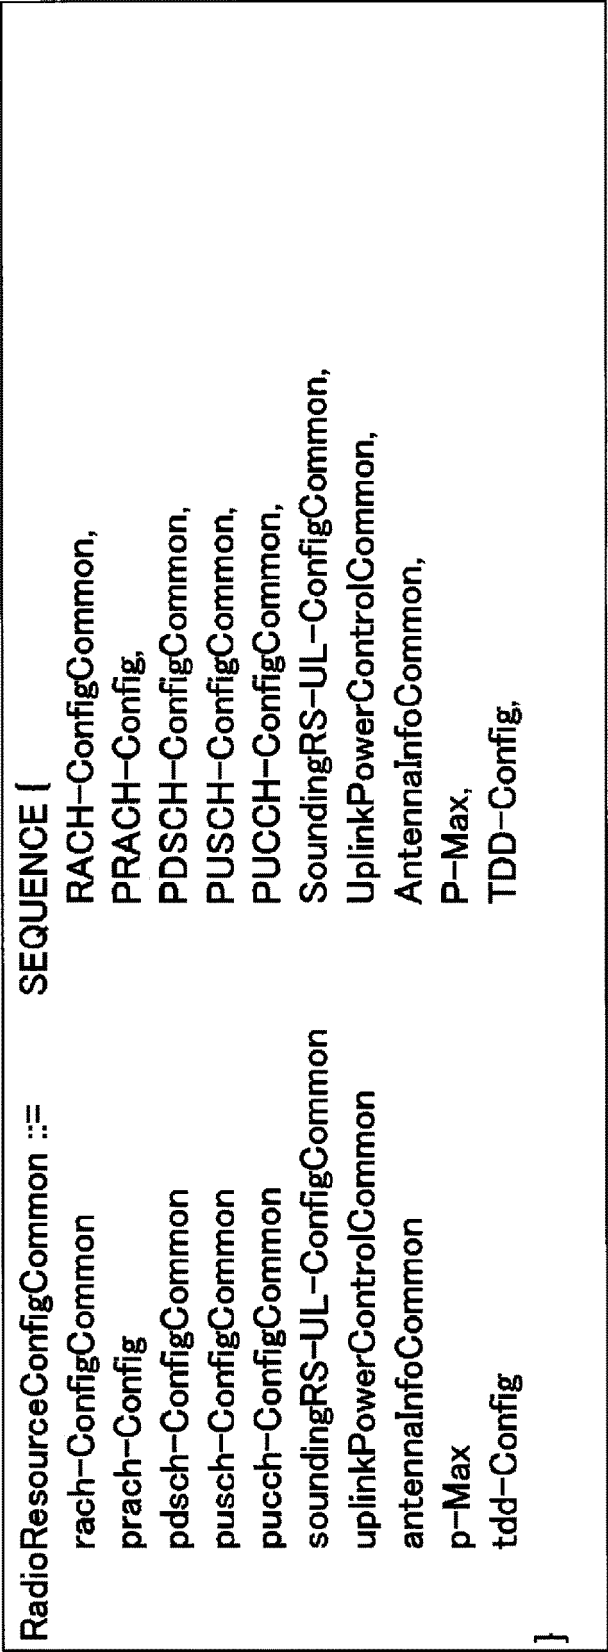 RadioResourceConfigCommon ::= SEQUENCE {
rach-ConfigCommon RACH-ConfigCommon,
prach-Config PRACH-Config,
pdsch-ConfigCommon PDSCH-ConfigCommon,
pusch-ConfigCommon PUSCH-ConfigCommon,
pucch-ConfigCommon PUCCH-ConfigCommon,
soundingRS-UL-ConfigCommon SoundingRS-UL-ConfigCommon,
uplinkPowerControlCommon UplinkPowerControlCommon,
antennaInfoCommon AntennaInfoCommon,
p-Max P-Max,
tdd-Config TDD-Config,
}